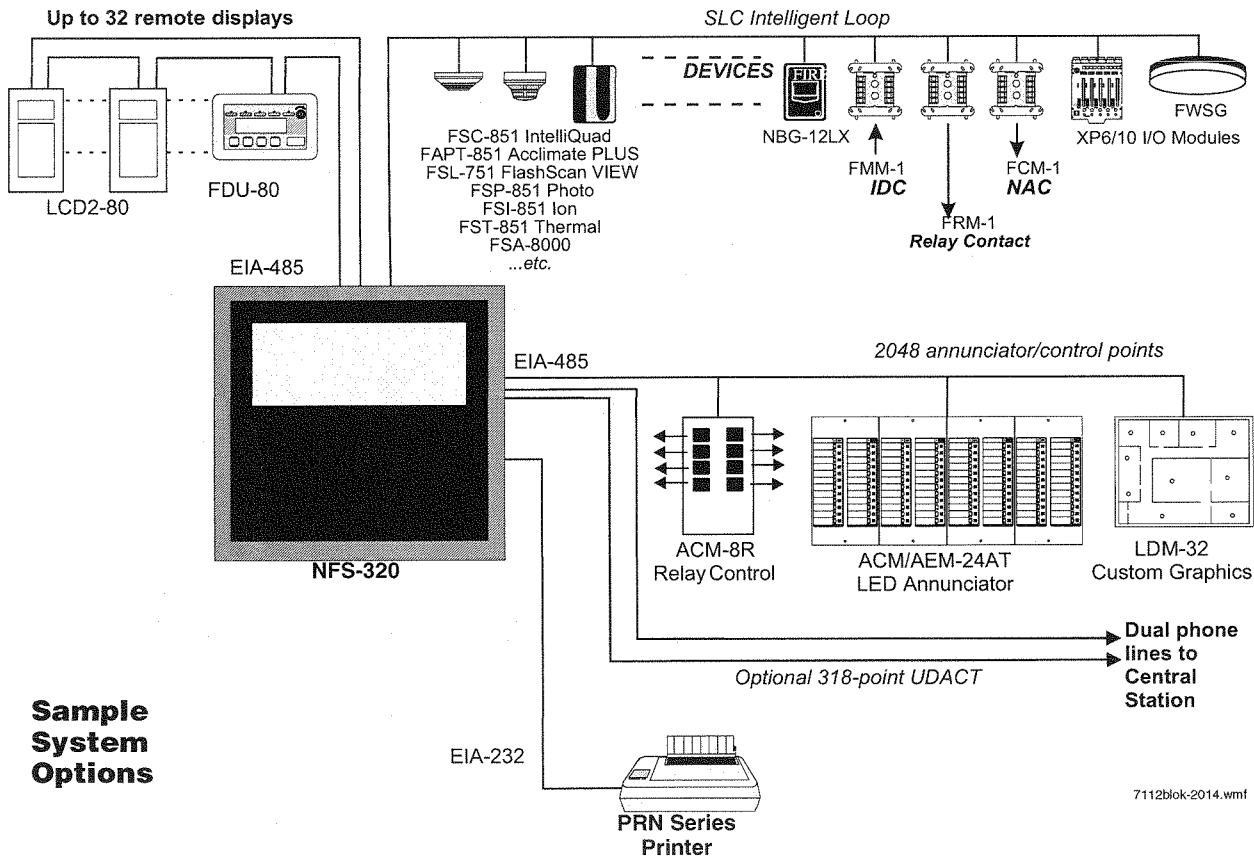 Up to 32 remote displays
SLC Intelligent Loop
LCD2-80
FDU-80
FSC-851 IntelliQuad
FAPT-851 Acclimate PLUS
FSL-751 FlashScan VIEW
FSP-851 Photo
FSI-851 Ion
FST-851 Thermal
FSA-8000
...etc.
DEVICES
FIR
NBG-12LX
FMM-1
IDC
FRM-1
Relay Contact
FCM-1
NAC
XP6/10 I/O Modules
FWSG
EIA-485
NFS-320
EIA-485
2048 annunciator/control points
ACM-8R
Relay Control
ACM/AEM-24AT
LED Annunciator
LDM-32
Custom Graphics
Dual phone
lines to
Central
Station
Optional 318-point UDACT
Sample
System
Options
EIA-232
PRN Series
Printer
7112blok-2014.wmf